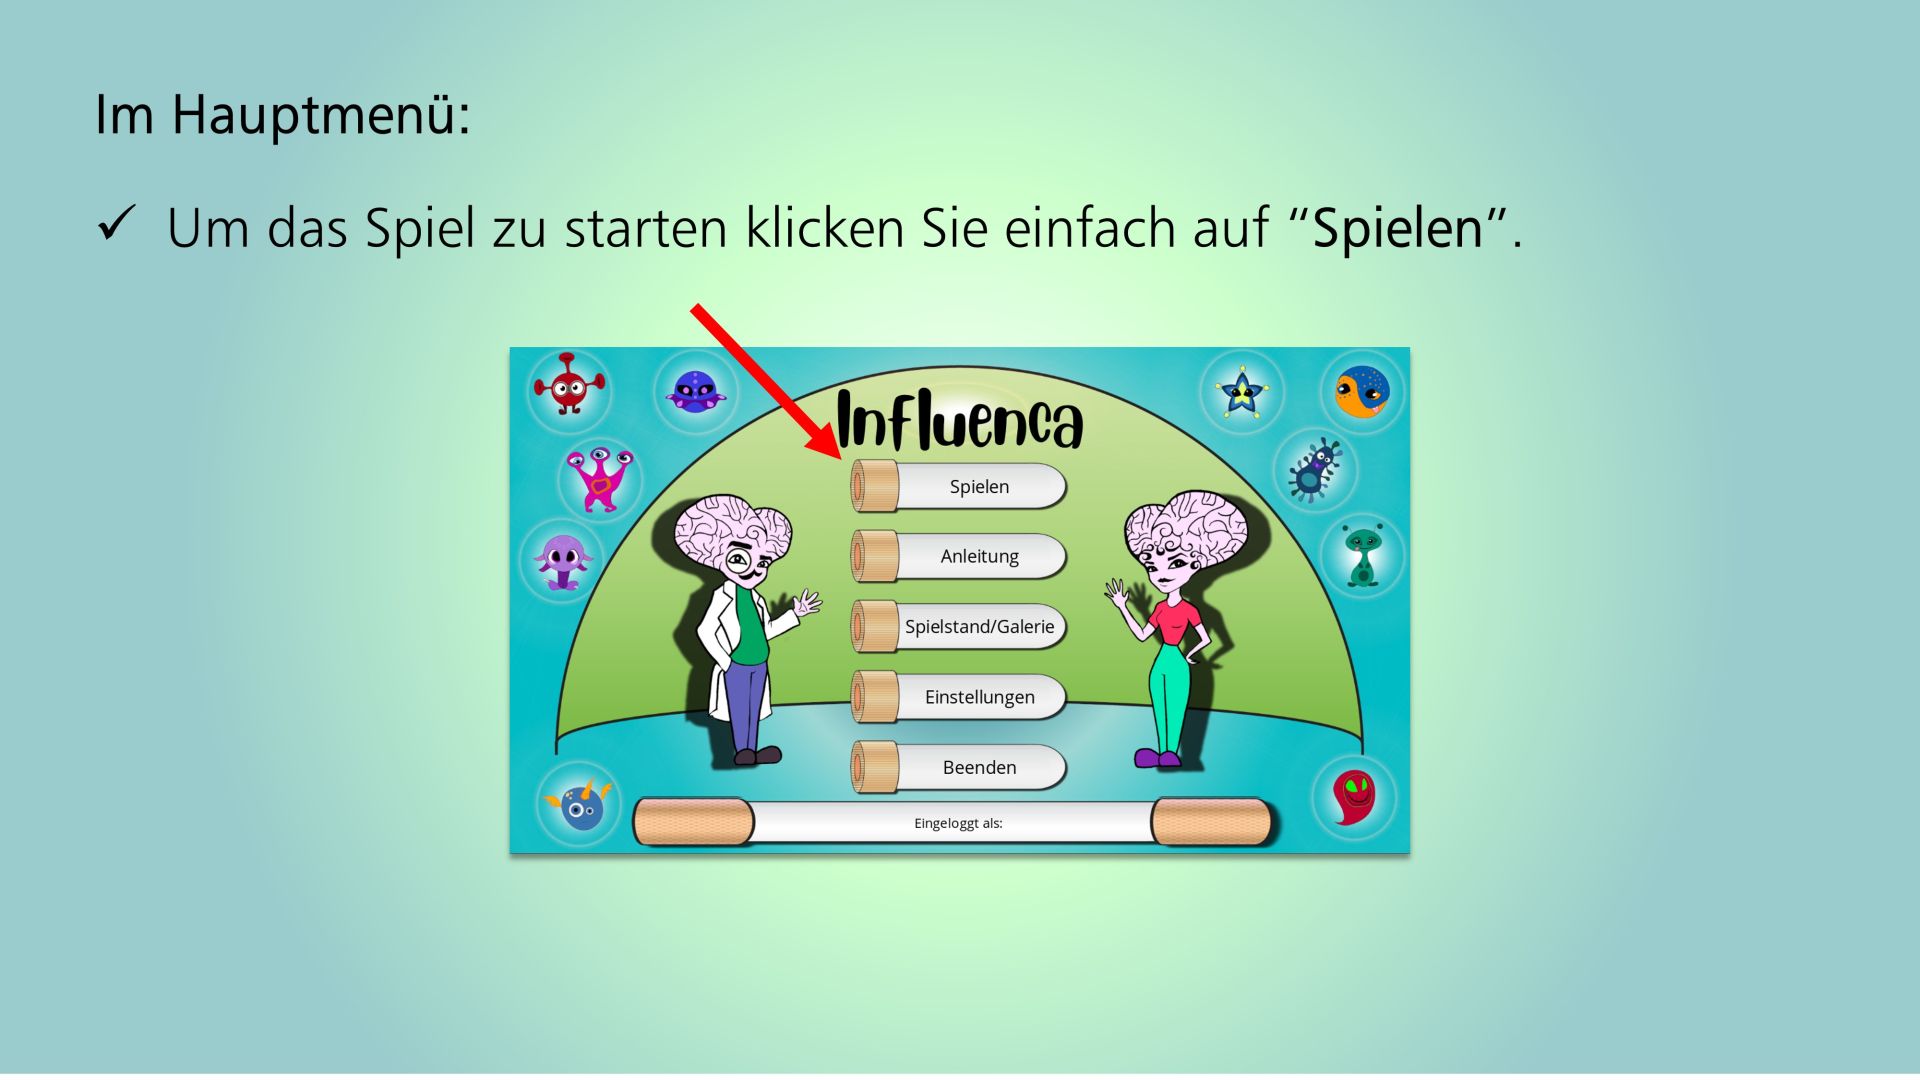 Im Hauptmenü:
✓ Um das Spiel zu starten klicken Sie einfach auf “Spielen”.
Influenca
Spielen
Anleitung
Spielstand/Galerie
Einstellungen
Beenden
Eingeloggt als: